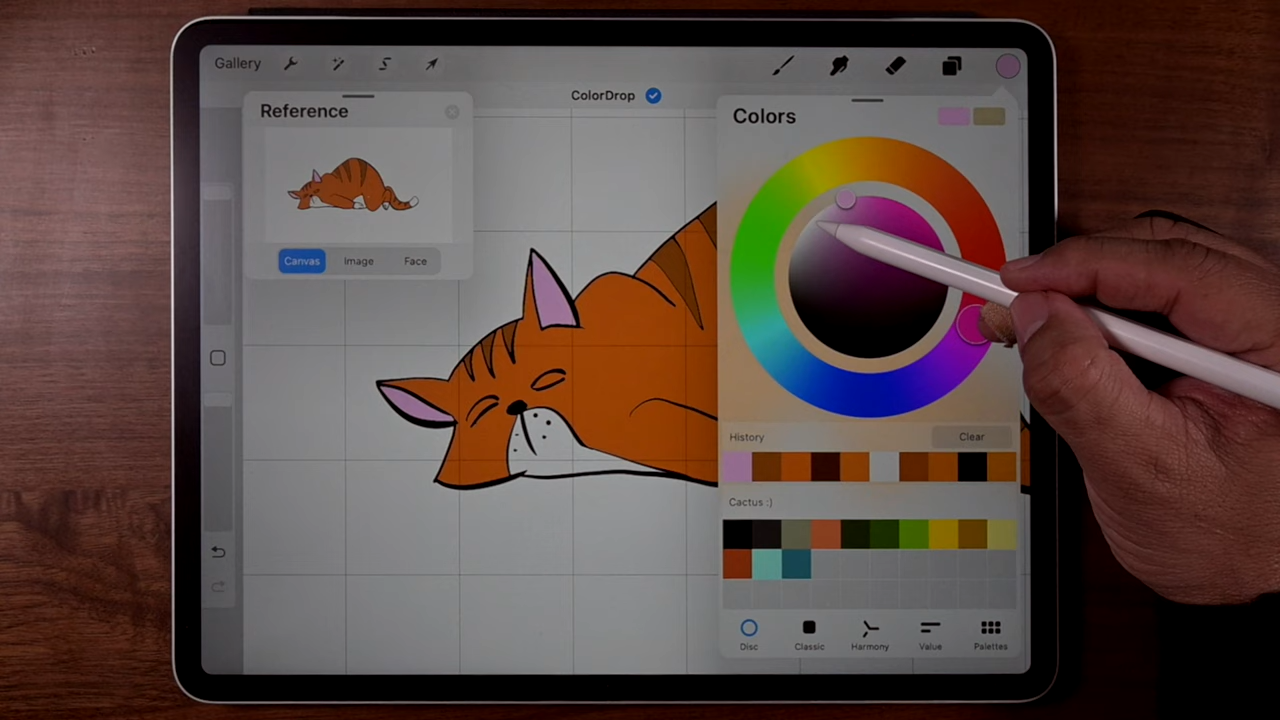 Gallery
ColorDrop
Reference
Canvas Image Face
Colors
History Clear
Cactus :)
Disc Classic Harmony Value Palettes